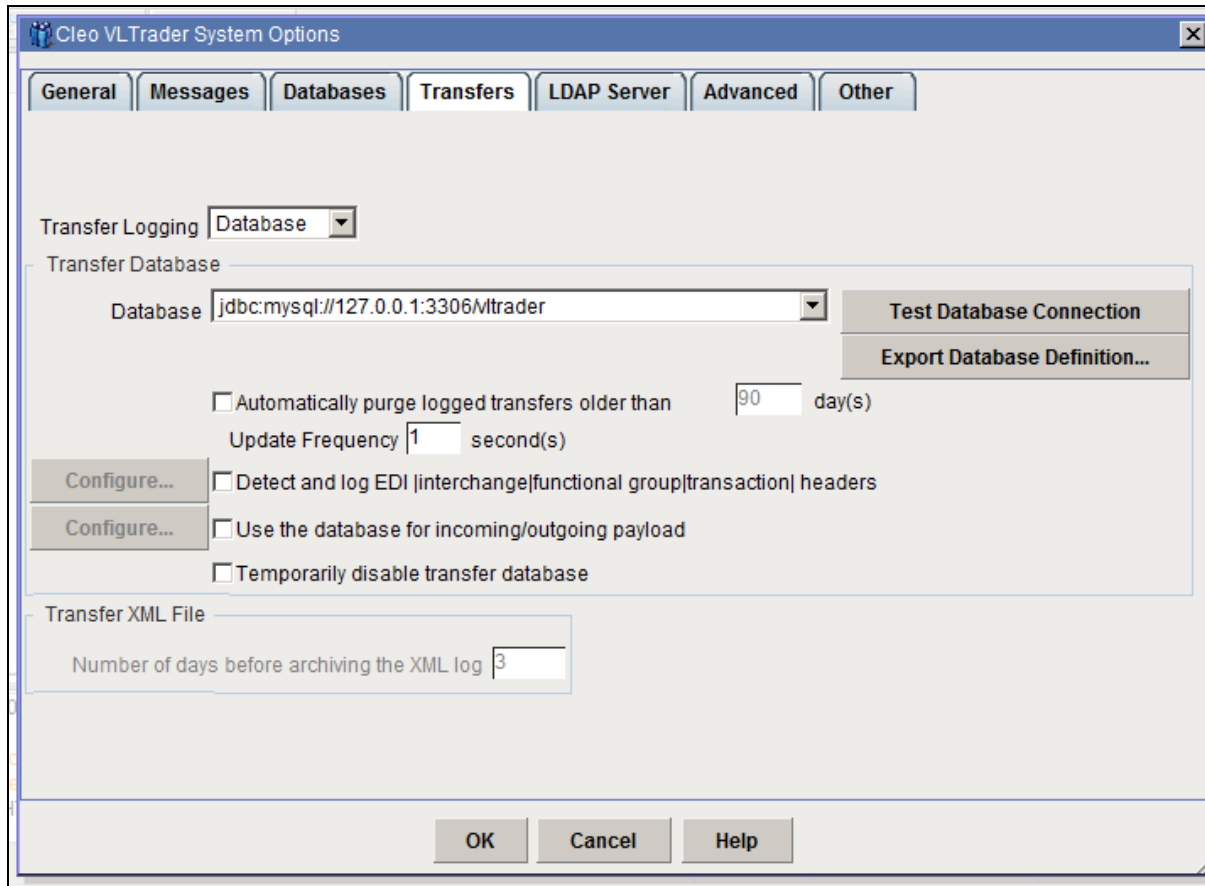 Cleo VLTrader System Options
General Messages Databases Transfers LDAP Server Advanced Other
Transfer Logging Database
Transfer Database
Database jdbc:mysql://127.0.0.1:3306/vltrader Test Database Connection
Export Database Definition...
Automatically purge logged transfers older than 90 day(s)
Update Frequency 1 second(s)
Configure... Detect and log EDI |interchange|functional group|transaction| headers
Configure... Use the database for incoming/outgoing payload
Temporarily disable transfer database
Transfer XML File
Number of days before archiving the XML log 3
OK Cancel Help